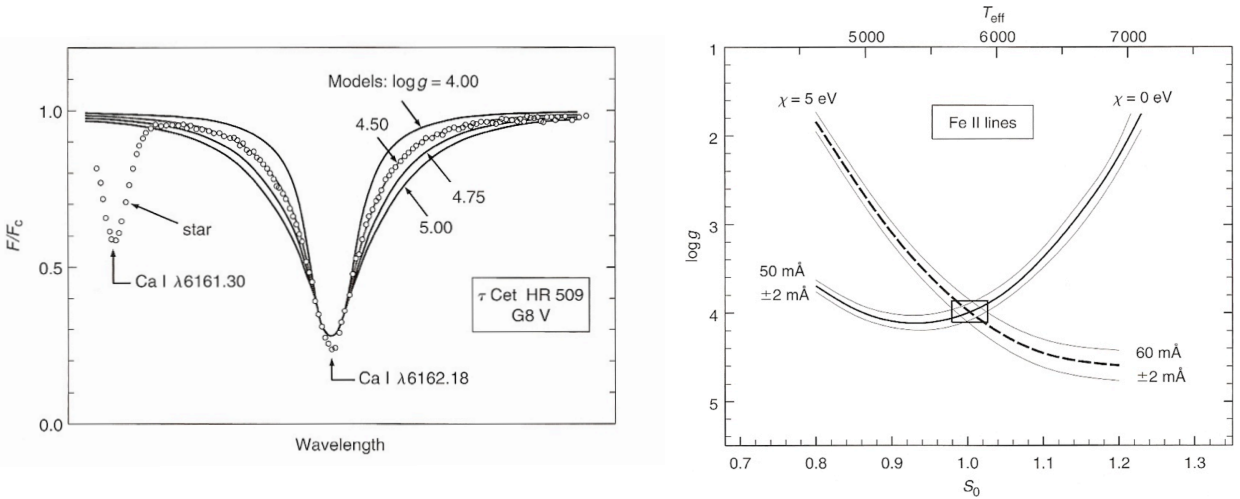 Models: log g = 4.00
4.50
4.75
5.00
star
Ca I λ6161.30
τ Cet HR 509
G8 V
Ca I λ6162.18
1.0
0.5
0.0
F/Fc
Wavelength
Teff
5000
6000
7000
χ = 5 eV
χ = 0 eV
Fe II lines
50 mÅ
±2 mÅ
60 mÅ
±2 mÅ
1
2
3
4
5
log g
0.7 0.8 0.9 1.0 1.1 1.2 1.3
S0